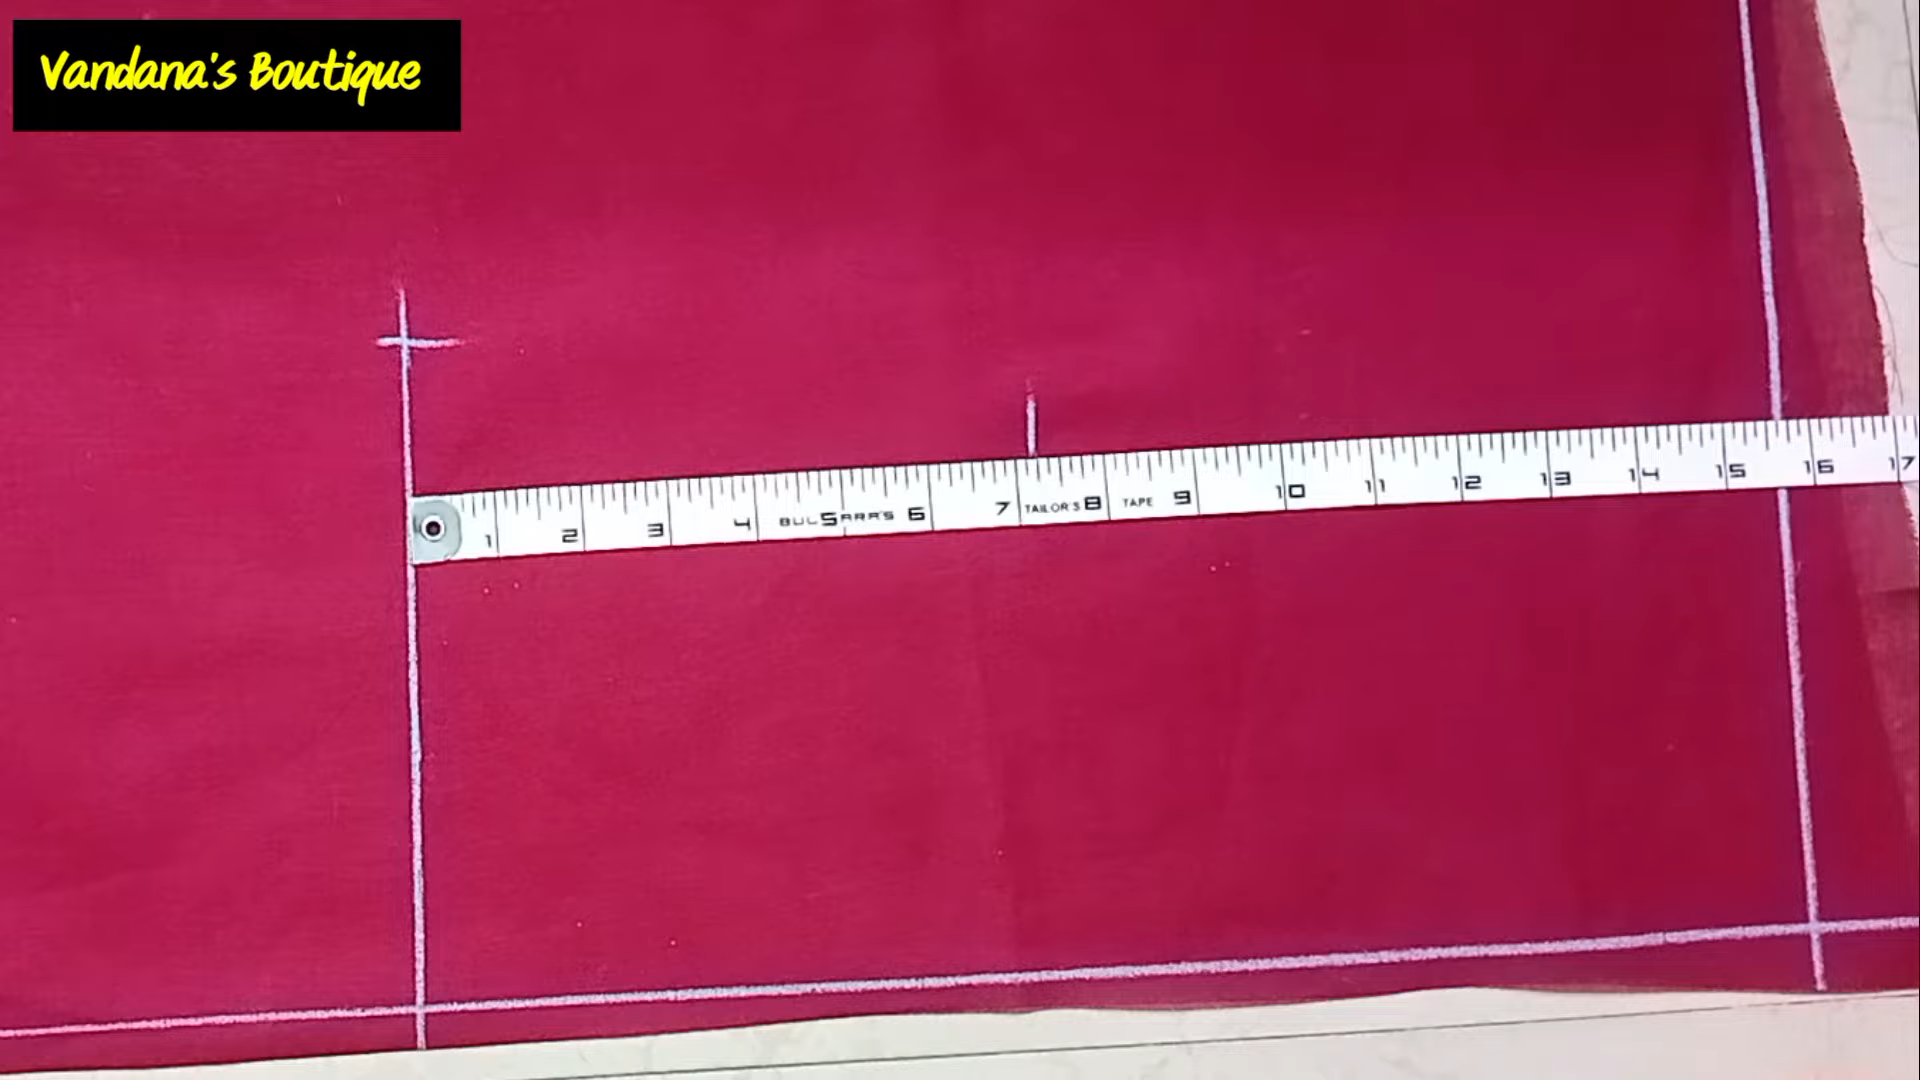 Vandana's Boutique
1 2 3 4 BULSARA'S 5 6 7 TAILOR'S 8 TAPE 9 10 11 12 13 14 15 16 17